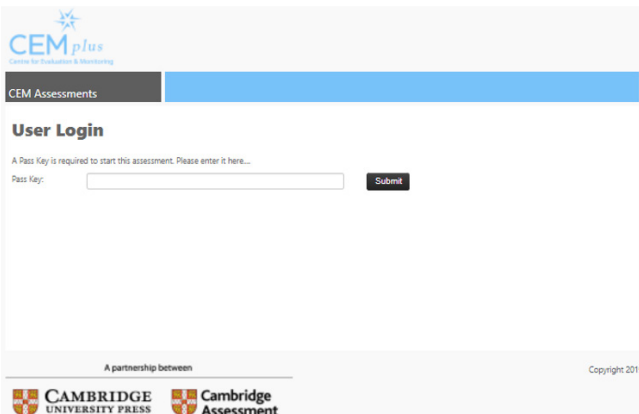 CEM plus
Centre for Evaluation & Monitoring
CEM Assessments
User Login
A Pass Key is required to start this assessment. Please enter it here....
Pass Key:
Submit
A partnership between
Copyright 201
CAMBRIDGE
UNIVERSITY PRESS
Cambridge
Assessment